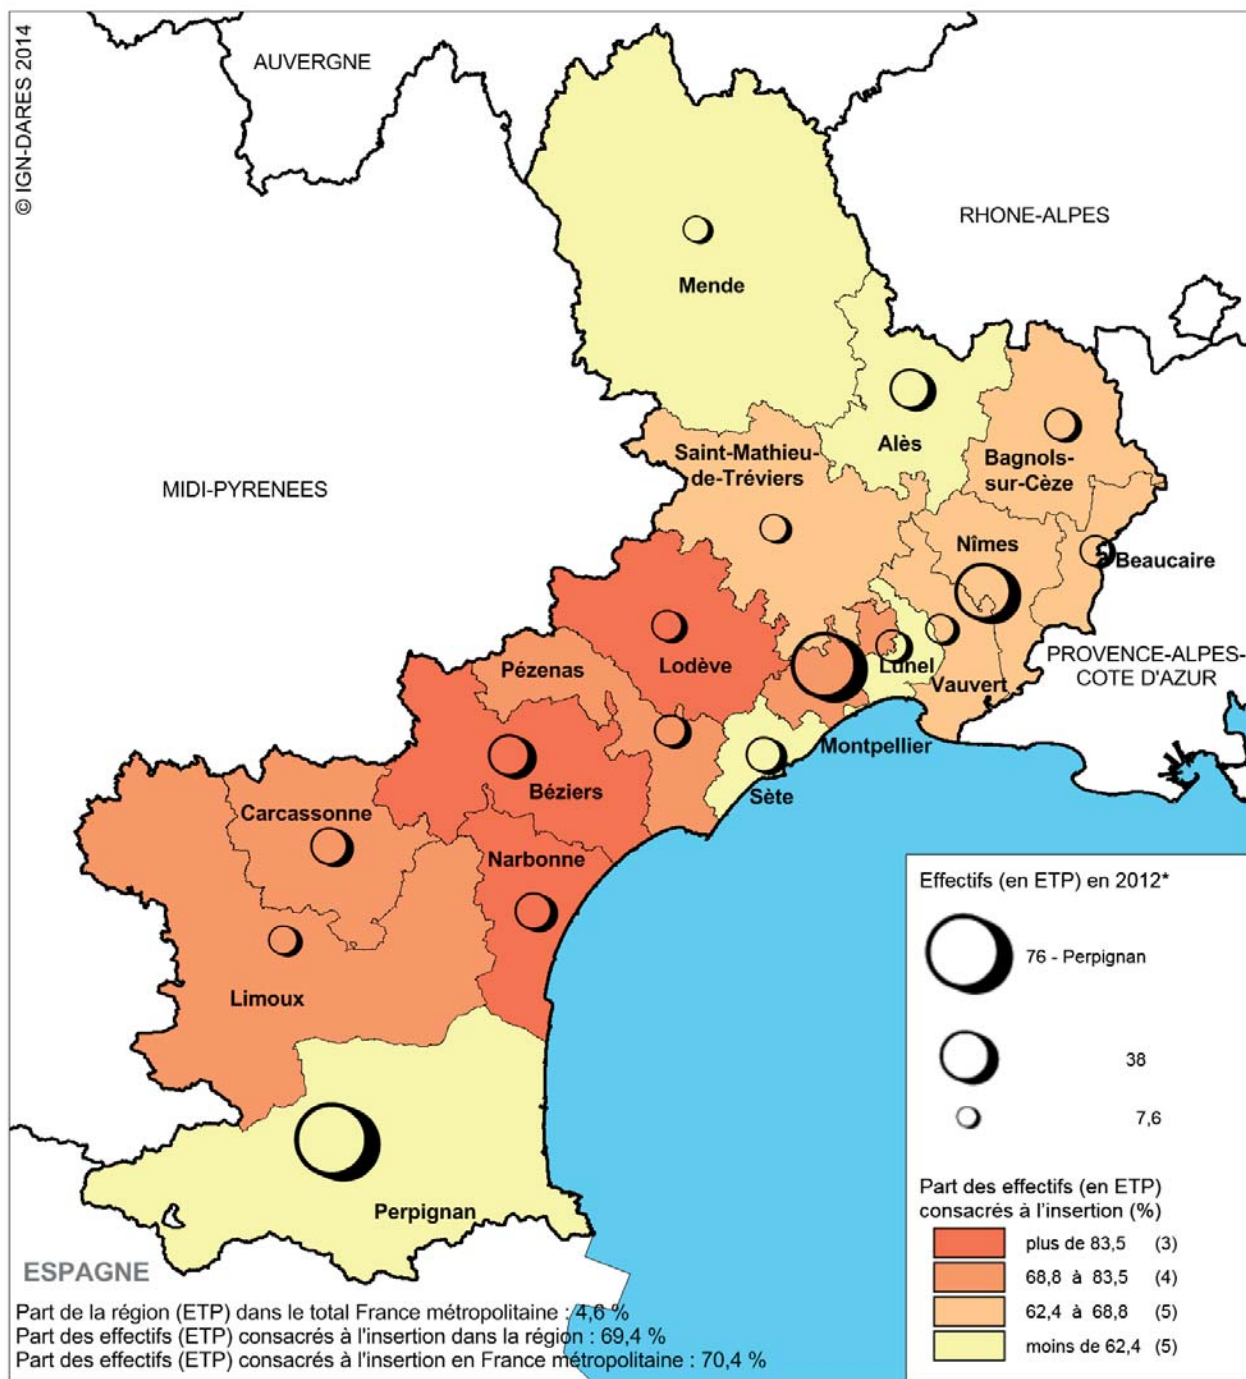 © IGN-DARES 2014
AUVERGNE
RHONE-ALPES
Mende
Alès
Saint-Mathieu-
de-Tréviers
Bagnols-
sur-Cèze
MIDI-PYRENEES
Nîmes
Beaucaire
Lodève
Pézenas
Lunel
Vauvert
PROVENCE-ALPES-
COTE D'AZUR
Montpellier
Béziers
Sète
Carcassonne
Narbonne
Limoux
Perpignan
ESPAGNE
Part de la région (ETP) dans le total France métropolitaine : 4,6 %
Part des effectifs (ETP) consacrés à l'insertion dans la région : 69,4 %
Part des effectifs (ETP) consacrés à l'insertion en France métropolitaine : 70,4 %
Effectifs (en ETP) en 2012*
76 - Perpignan
38
7,6
Part des effectifs (en ETP)
consacrés à l'insertion (%)
plus de 83,5 (3)
68,8 à 83,5 (4)
62,4 à 68,8 (5)
moins de 62,4 (5)